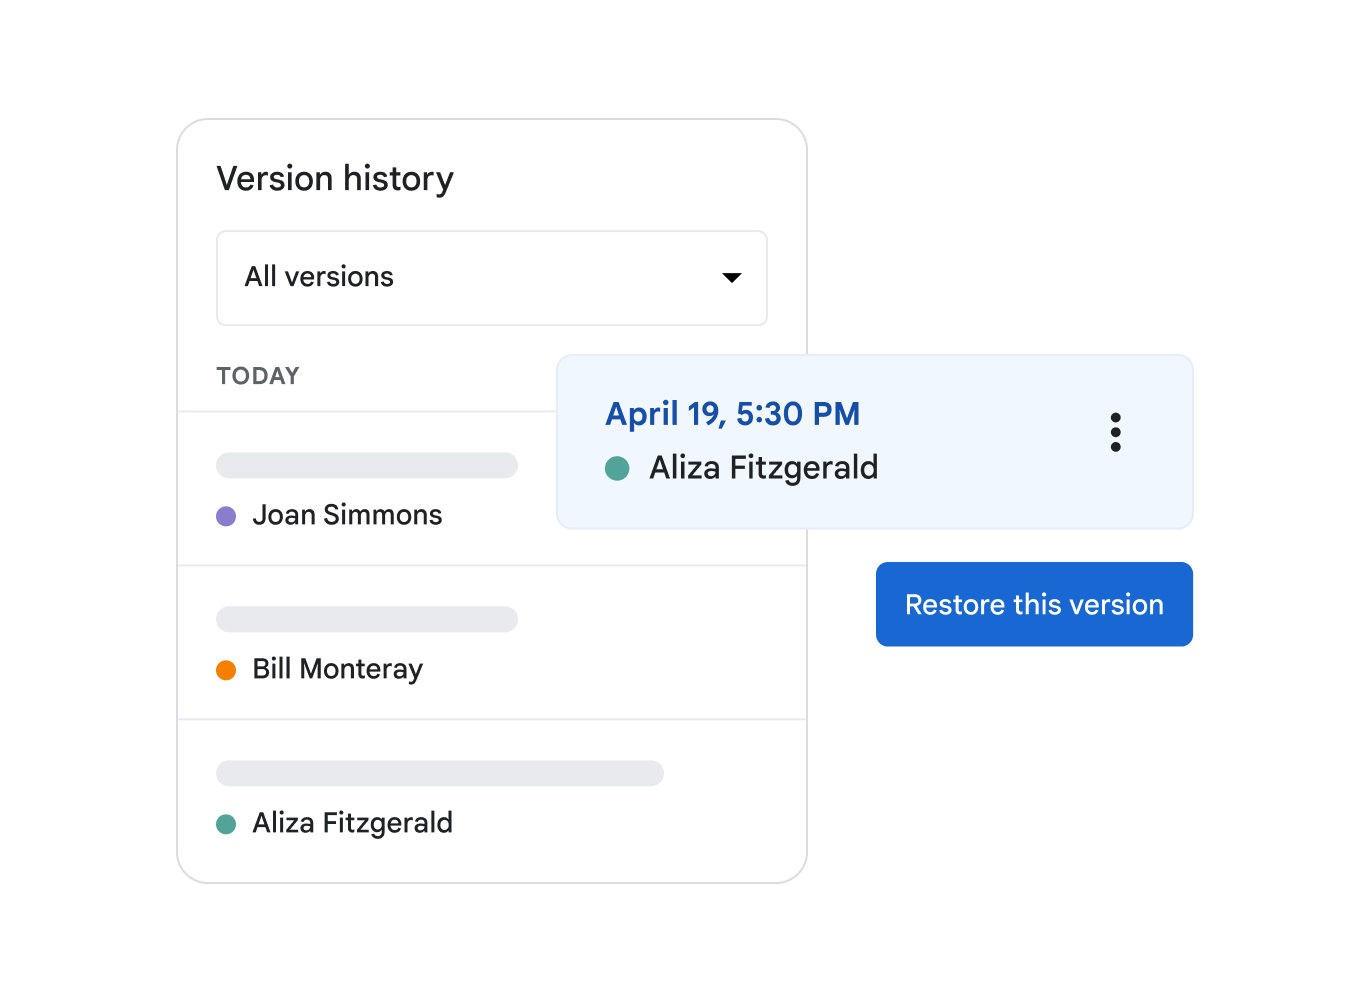 Version history
All versions
TODAY
April 19, 5:30 PM
Aliza Fitzgerald
Joan Simmons
Restore this version
Bill Monteray
Aliza Fitzgerald